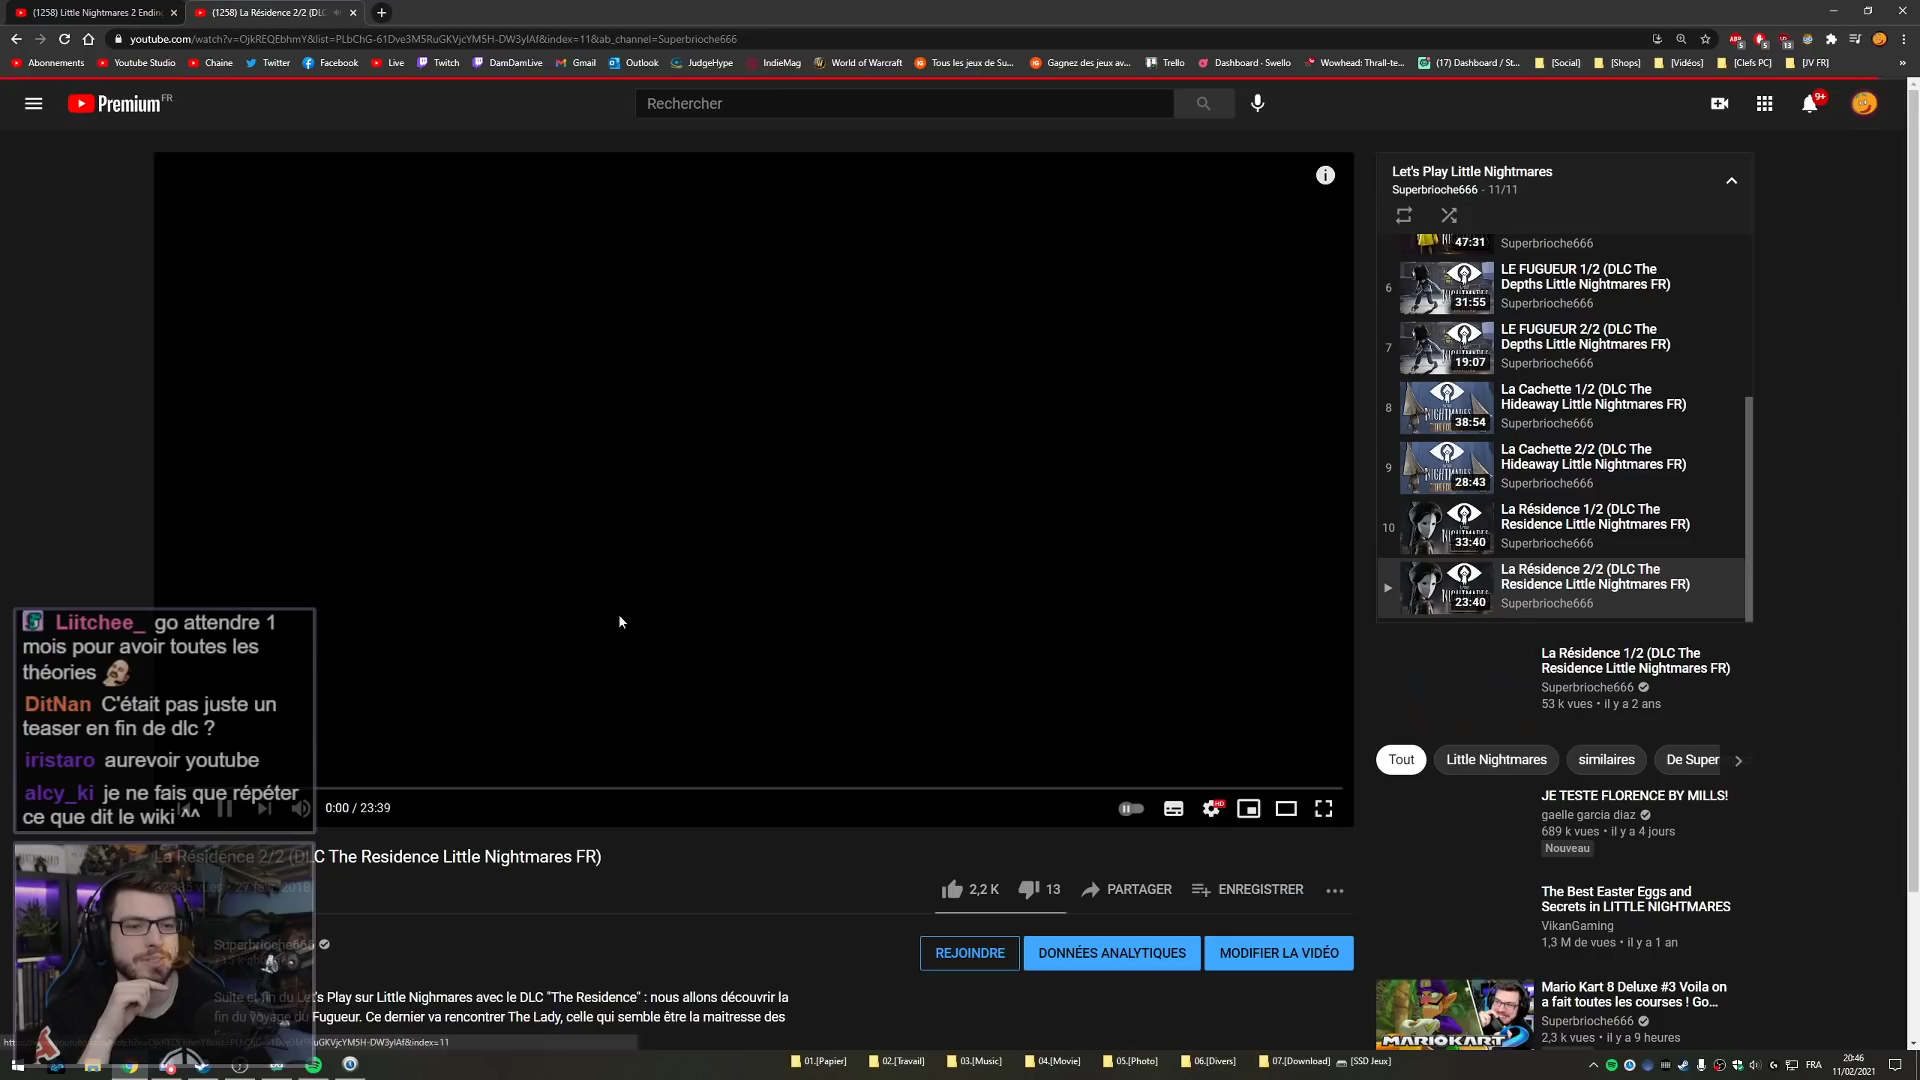 (1258) Little Nightmares 2 Endin
(1258) La Résidence 2/2 (DLC
youtube.com/watch?v=OjkREQEbhmY&list=PLbChG-61Dve3M5RuGKVjcYM5H-DW3ylAf&index=11&ab_channel=Superbrioche666
Abonnements Youtube Studio Chaine Twitter Facebook Live Twitch DamDamLive Gmail Outlook JudgeHype IndieMag World of Warcraft Tous les jeux de Su... Gagnez des jeux av... Trello Dashboard · Swello Wowhead: Thrall-te... (17) Dashboard / St... [Social] [Shops] [Vidéos] [Clefs PC] [JV FR]
Premium FR
Rechercher
9+
Let's Play Little Nightmares
Superbrioche666 - 11/11
47:31
Superbrioche666
6
LE FUGUEUR 1/2 (DLC The
Depths Little Nightmares FR)
31:55
Superbrioche666
7
LE FUGUEUR 2/2 (DLC The
Depths Little Nightmares FR)
19:07
Superbrioche666
8
La Cachette 1/2 (DLC The
Hideaway Little Nightmares FR)
38:54
Superbrioche666
9
La Cachette 2/2 (DLC The
Hideaway Little Nightmares FR)
28:43
Superbrioche666
10
La Résidence 1/2 (DLC The
Residence Little Nightmares FR)
33:40
Superbrioche666
La Résidence 2/2 (DLC The
Residence Little Nightmares FR)
23:40
Superbrioche666
Liitchee_ go attendre 1
mois pour avoir toutes les
théories
DitNan C'était pas juste un
teaser en fin de dlc ?
iristaro aurevoir youtube
alcy_ki je ne fais que répéter
ce que dit le wiki ^^
0:00 / 23:39
La Résidence 2/2 (DLC The Residence Little Nightmares FR)
2,2 K
13
PARTAGER
ENREGISTRER
Superbrioche666
REJOINDRE
DONNÉES ANALYTIQUES
MODIFIER LA VIDÉO
Suite et fin du Let's Play sur Little Nighmares avec le DLC "The Residence" : nous allons découvrir la
fin du voyage du Fugueur. Ce dernier va rencontrer The Lady, celle qui semble être la maitresse des
La Résidence 1/2 (DLC The
Residence Little Nightmares FR)
Superbrioche666
53 k vues • il y a 2 ans
Tout
Little Nightmares
similaires
De Super
JE TESTE FLORENCE BY MILLS!
gaelle garcia diaz
689 k vues • il y a 4 jours
Nouveau
The Best Easter Eggs and
Secrets in LITTLE NIGHTMARES
VikanGaming
1,3 M de vues • il y a 1 an
Mario Kart 8 Deluxe #3 Voila on
a fait toutes les courses ! Go...
Superbrioche666
2,3 k vues • il y a 9 heures
01.[Papier] 02.[Travail] 03.[Music] 04.[Movie] 05.[Photo] 06.[Divers] 07.[Download] [SSD Jeux]
FRA
20:46
11/02/2021